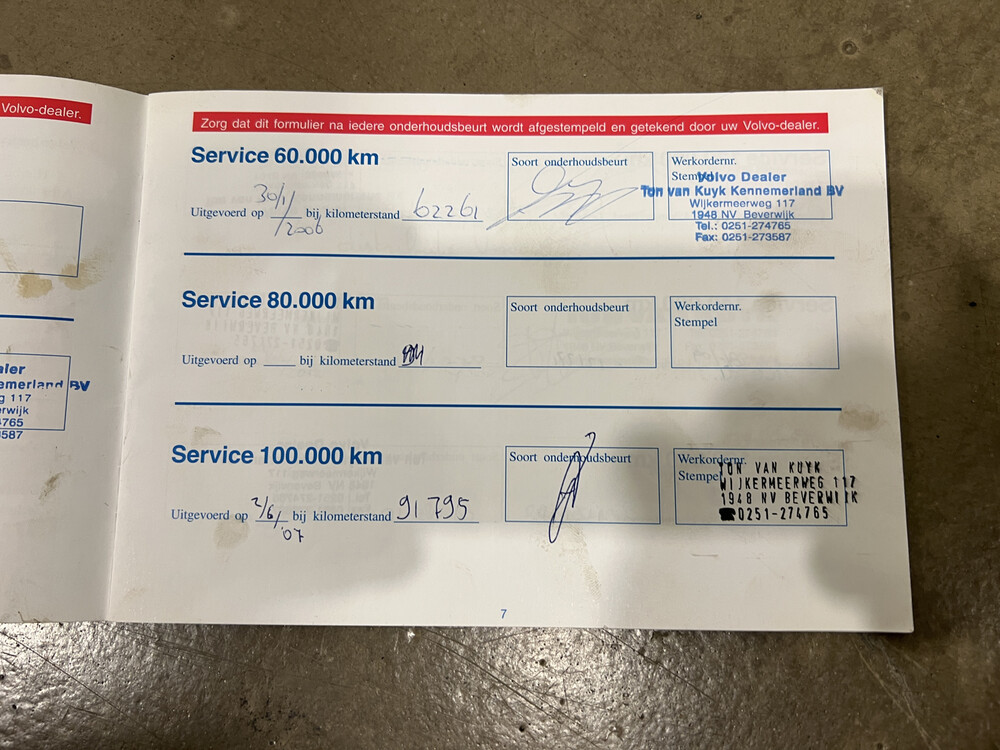 Volvo-dealer.
aler
emerland BV
g 117
erwijk
4765
3587
Zorg dat dit formulier na iedere onderhoudsbeurt wordt afgestempeld en getekend door uw Volvo-dealer.
Service 60.000 km
Uitgevoerd op 30/1/2006 bij kilometerstand 62261
Soort onderhoudsbeurt
Werkordernr.
Stempel
Volvo Dealer
Ton van Kuyk Kennemerland BV
Wijkermeerweg 117
1948 NV Beverwijk
Tel.: 0251-274765
Fax: 0251-273587
Service 80.000 km
Uitgevoerd op bij kilometerstand
Soort onderhoudsbeurt
Werkordernr.
Stempel
Service 100.000 km
Uitgevoerd op 2/6/'07 bij kilometerstand 91795
Soort onderhoudsbeurt
Werkordernr.
Stempel
TON VAN KUYK
WIJKERMEERWEG 117
1948 NV BEVERWIJK
☎0251-274765
7